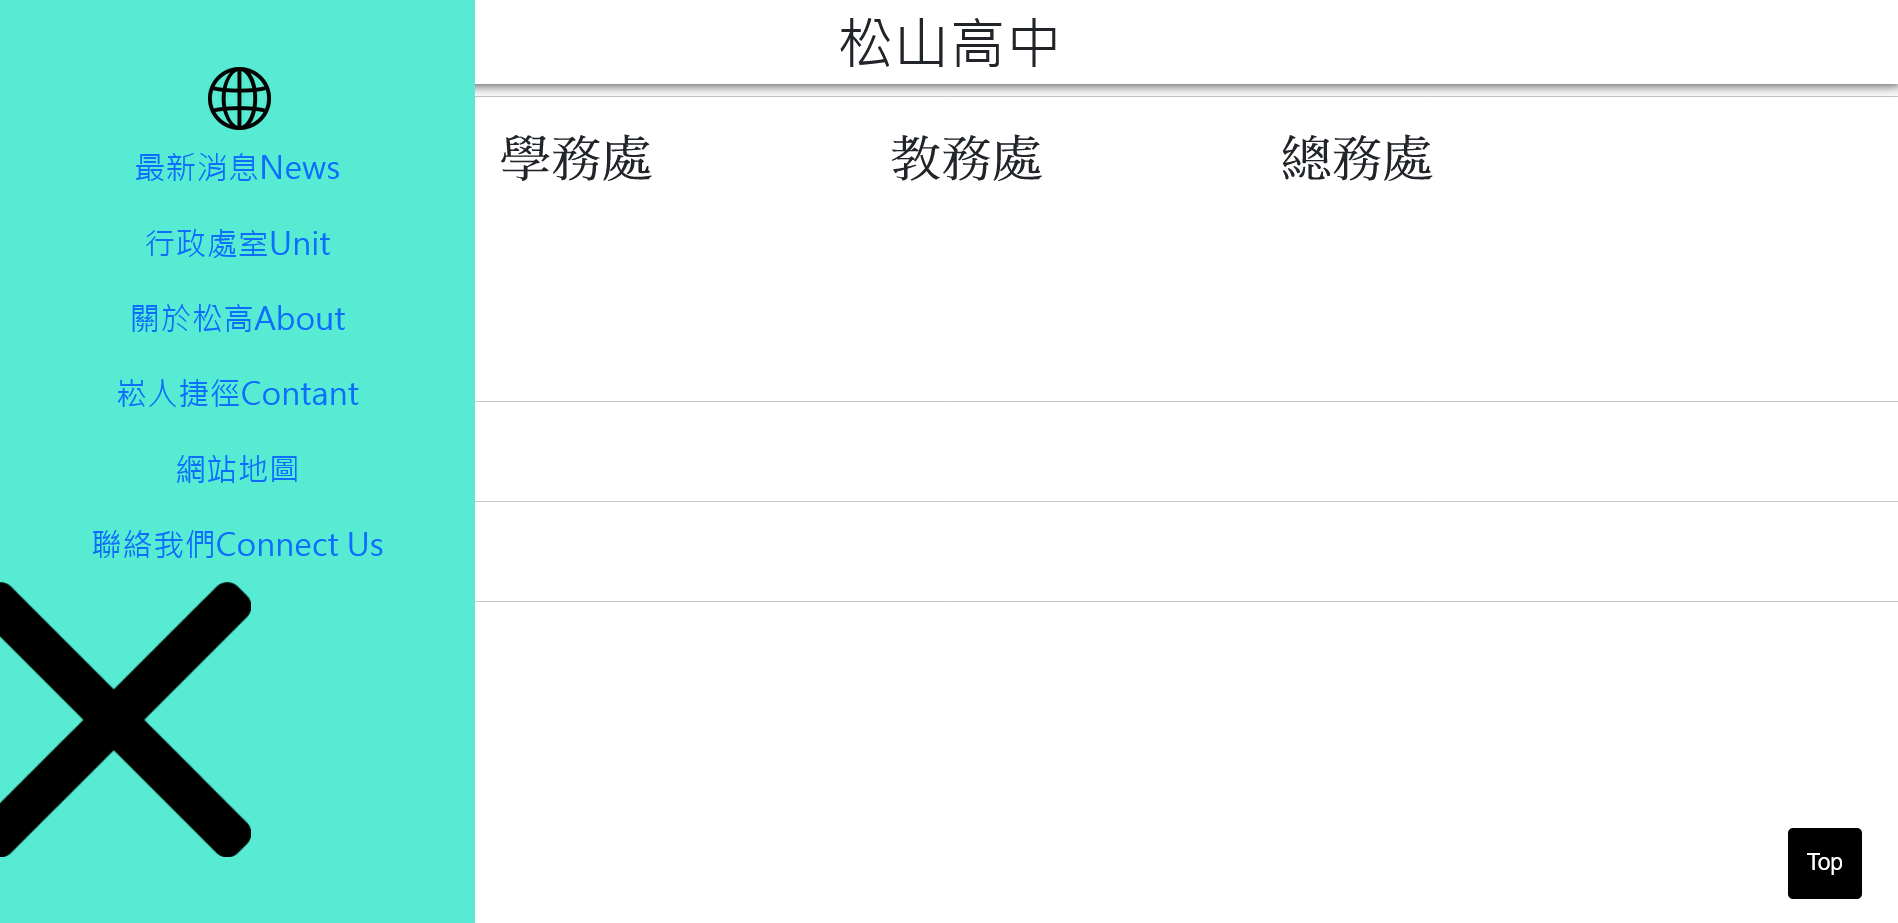 松山高中
最新消息News
行政處室Unit
關於松高About
崧人捷徑Contant
網站地圖
聯絡我們Connect Us
學務處
教務處
總務處
Top